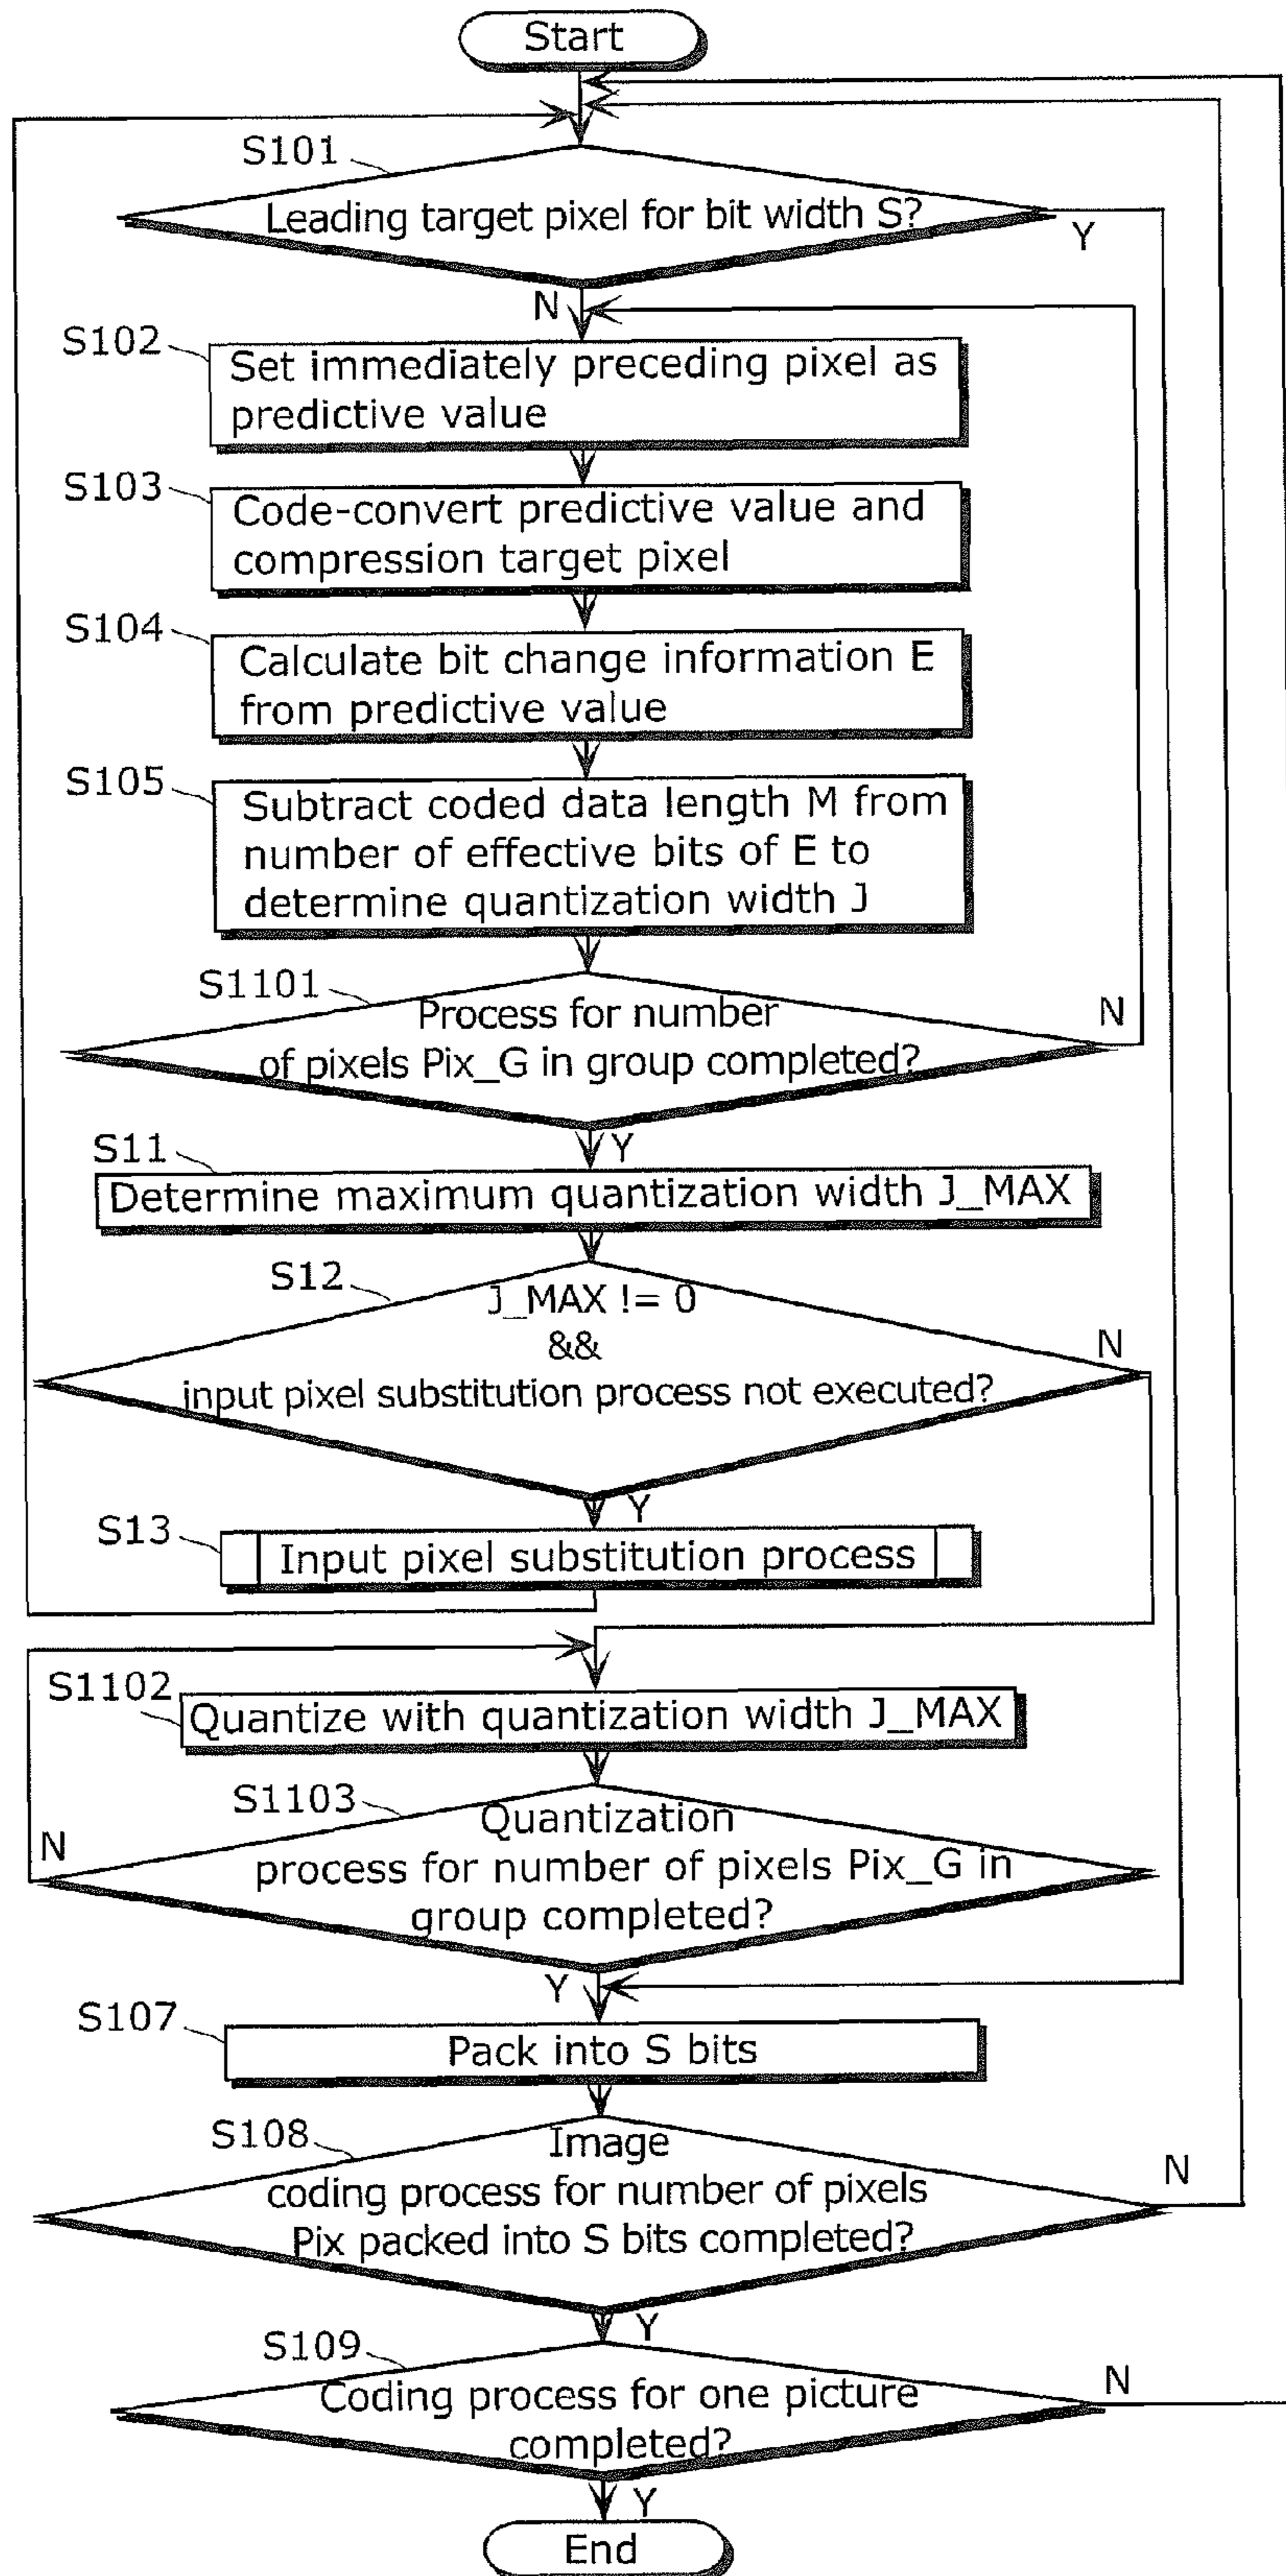 Start
S101
Leading target pixel for bit width S?
Y
N
S102
Set immediately preceding pixel as
predictive value
S103
Code-convert predictive value and
compression target pixel
S104
Calculate bit change information E
from predictive value
S105
Subtract coded data length M from
number of effective bits of E to
determine quantization width J
S1101
Process for number
of pixels Pix_G in group completed?
N
Y
S11
Determine maximum quantization width J_MAX
S12
J_MAX != 0
&&
input pixel substitution process not executed?
N
Y
S13
Input pixel substitution process
S1102
Quantize with quantization width J_MAX
S1103
Quantization
process for number of pixels Pix_G in
group completed?
N
Y
S107
Pack into S bits
S108
Image
coding process for number of pixels
Pix packed into S bits completed?
N
Y
S109
Coding process for one picture
completed?
N
Y
End